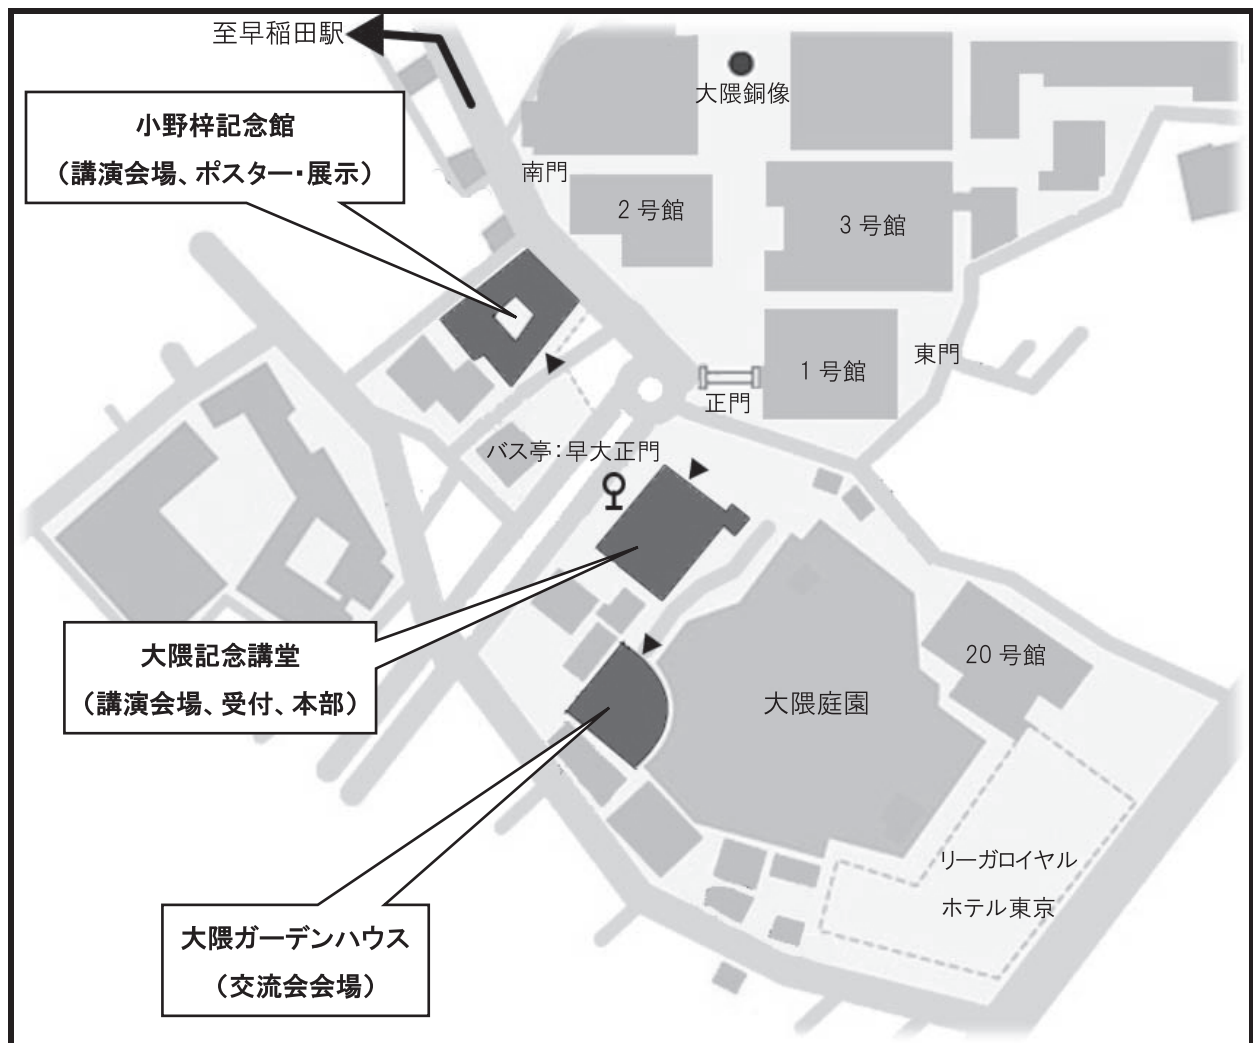 至早稲田駅
大隈銅像
小野梓記念館
（講演会場、ポスター・展示）
南門
2 号館
3 号館
東門
1 号館
正門
バス亭：早大正門
大隈記念講堂
（講演会場、受付、本部）
20 号館
大隈庭園
リーガロイヤル
ホテル東京
大隈ガーデンハウス
（交流会会場）